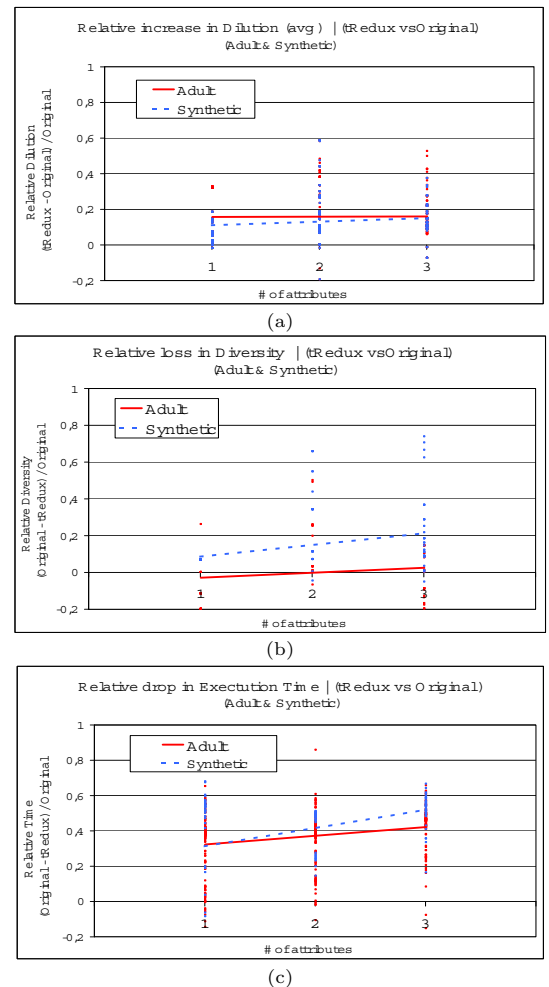 Relative increase in Dilution (avg) | (tRedux vs Original)
(Adult & Synthetic)
1
0,8
0,6
0,4
0,2
0
-0,2
Relative Dilution
(tRedux - Original) / Original
Adult
Synthetic
1 2 3
# of attributes
(a)
Relative loss in Diversity | (tRedux vs Original)
(Adult & Synthetic)
1
0,8
0,6
0,4
0,2
0
-0,2
Relative Diversity
(Original - tRedux) / Original
Adult
Synthetic
1 2 3
# of attributes
(b)
Relative drop in Exectution Time | (tRedux vs Original)
(Adult & Synthetic)
1
0,8
0,6
0,4
0,2
0
-0,2
Relative Time
(Original - tRedux) / Original
Adult
Synthetic
1 2 3
# of attributes
(c)